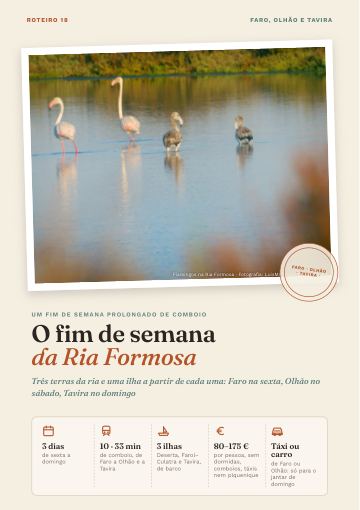 ROTEIRO 18
FARO, OLHÃO E TAVIRA
Flamingos na Ria Formosa · Fotografia:
FARO · OLHÃO
· TAVIRA ·
UM FIM DE SEMANA PROLONGADO DE COMBOIO
O fim de semana
da Ria Formosa
Três terras da ria e uma ilha a partir de cada uma: Faro na sexta, Olhão no
sábado, Tavira no domingo
3 dias
de sexta a
domingo
10 · 33 min
de comboio, de
Faro a Olhão e a
Tavira
3 ilhas
Deserta, Farol–
Culatra e Tavira,
de barco
80–175 €
por pessoa, sem
dormidas,
comboios, táxis
nem piquenique
Táxi ou
carro
de Faro ou
Olhão: só para o
jantar de
domingo